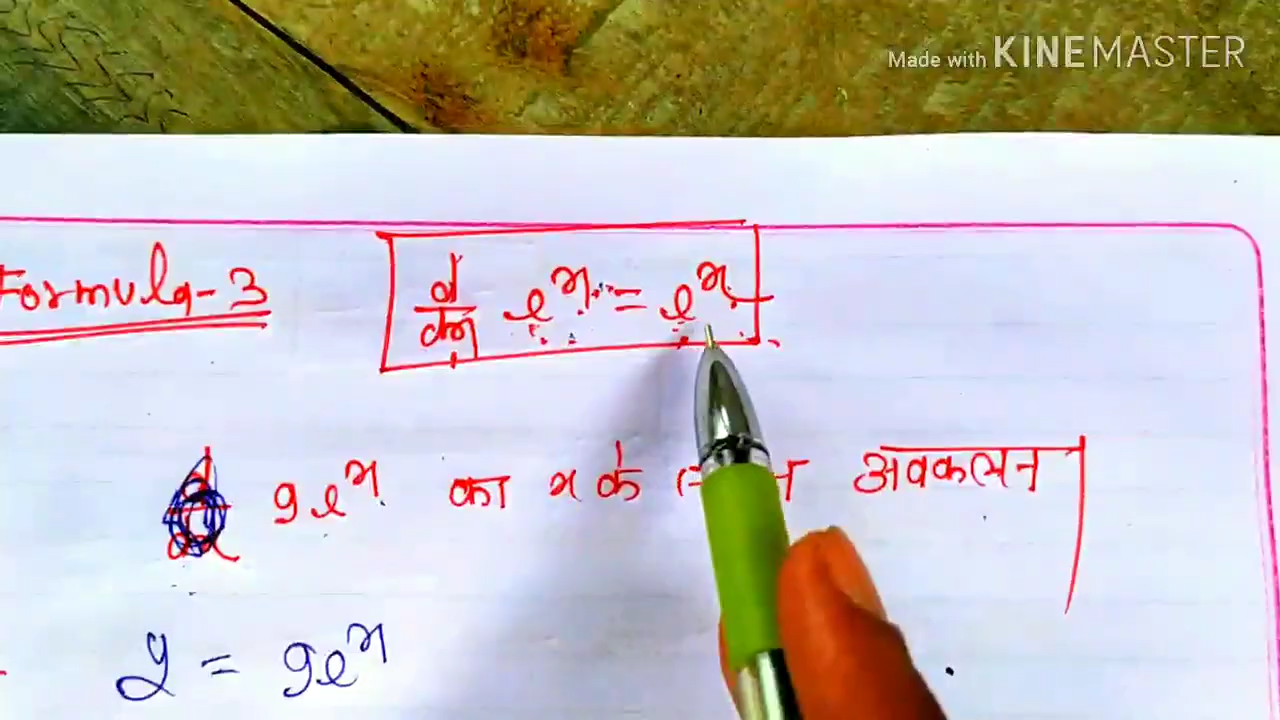 Made with KINEMASTER
Formula-3
d/dx e^x = e^x
9e^x का x के अवकलन
y = 9e^x